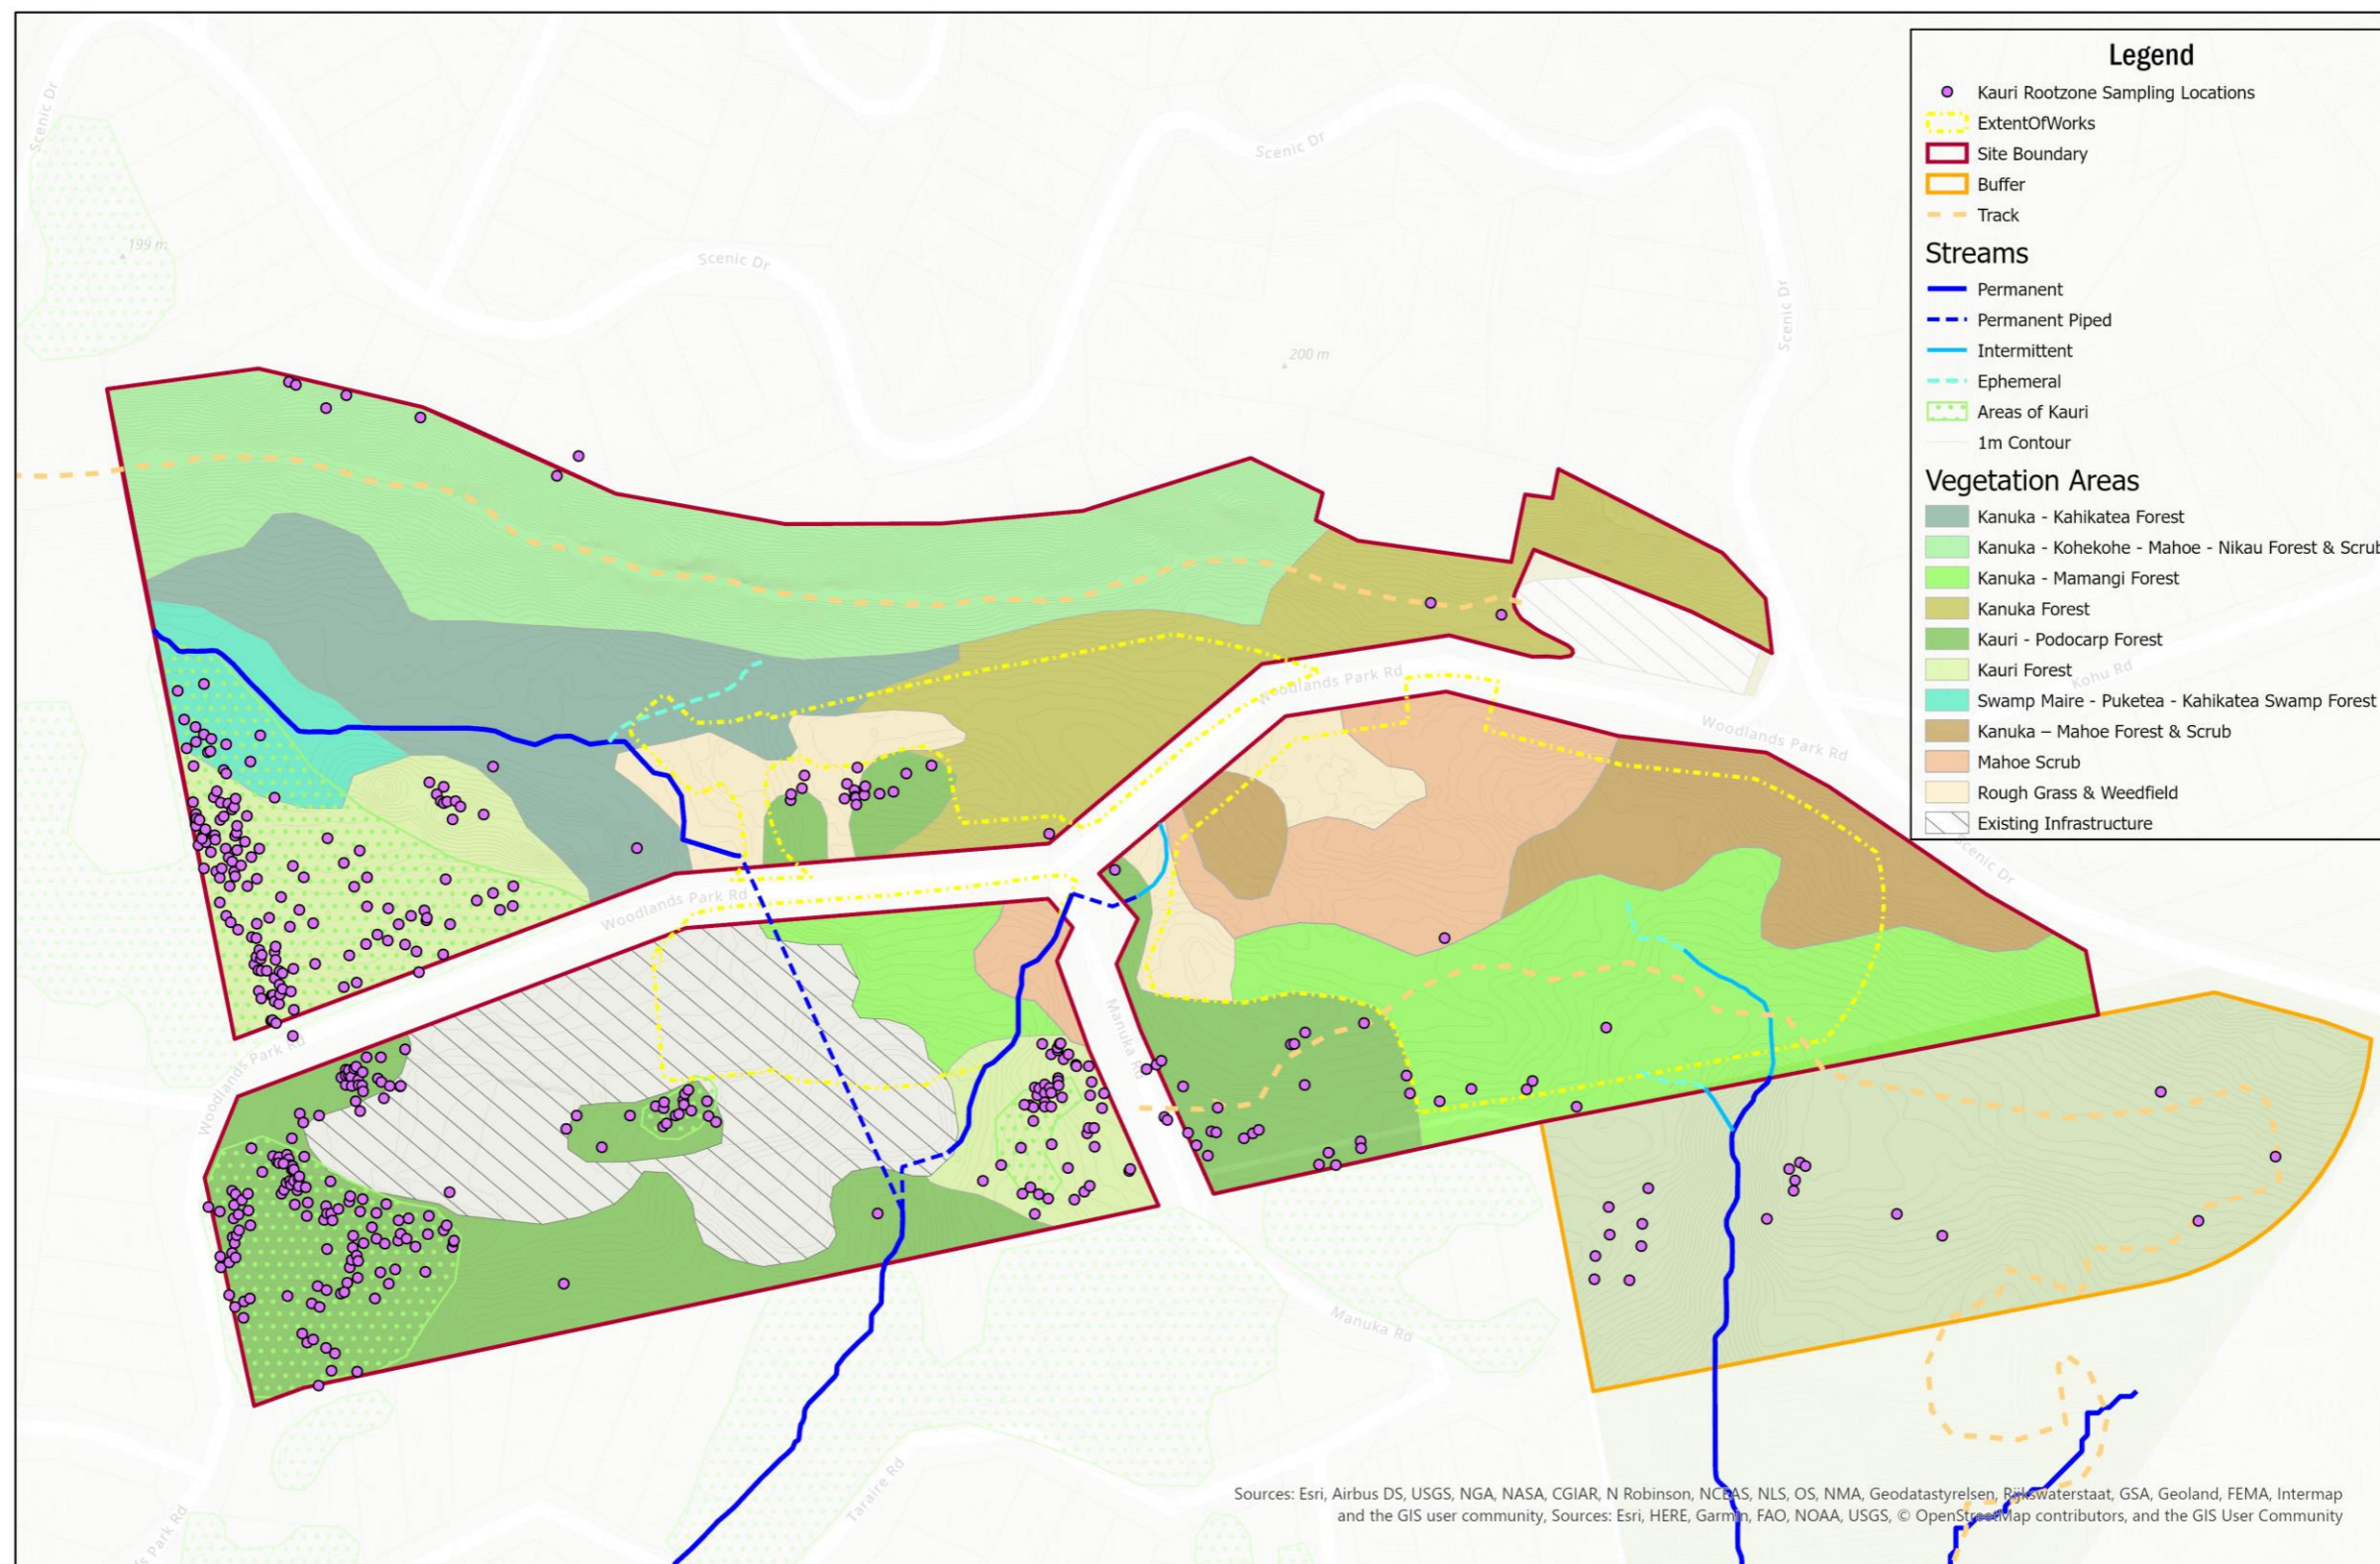 Legend
Kauri Rootzone Sampling Locations
ExtentOfWorks
Site Boundary
Buffer
Track
Streams
Permanent
Permanent Piped
Intermittent
Ephemeral
Areas of Kauri
1m Contour
Vegetation Areas
Kanuka - Kahikatea Forest
Kanuka - Kohekohe - Mahoe - Nikau Forest & Scrub
Kanuka - Mamangi Forest
Kanuka Forest
Kauri - Podocarp Forest
Kauri Forest
Swamp Maire - Puketea - Kahikatea Swamp Forest
Kanuka – Mahoe Forest & Scrub
Mahoe Scrub
Rough Grass & Weedfield
Existing Infrastructure
Scenic Dr
Scenic Dr
199 m
Scenic Dr
Scenic Dr
200 m
Kohu Rd
Woodlands Park Rd
Woodlands Park Rd
Scenic Dr
Woodlands Park Rd
Woodlands Park Rd
Manuka Rd
Manuka Rd
Taraire Rd
s Park Rd
Sources: Esri, Airbus DS, USGS, NGA, NASA, CGIAR, N Robinson, NCEAS, NLS, OS, NMA, Geodatastyrelsen, Rijkswaterstaat, GSA, Geoland, FEMA, Intermap
and the GIS user community, Sources: Esri, HERE, Garmin, FAO, NOAA, USGS, © OpenStreetMap contributors, and the GIS User Community